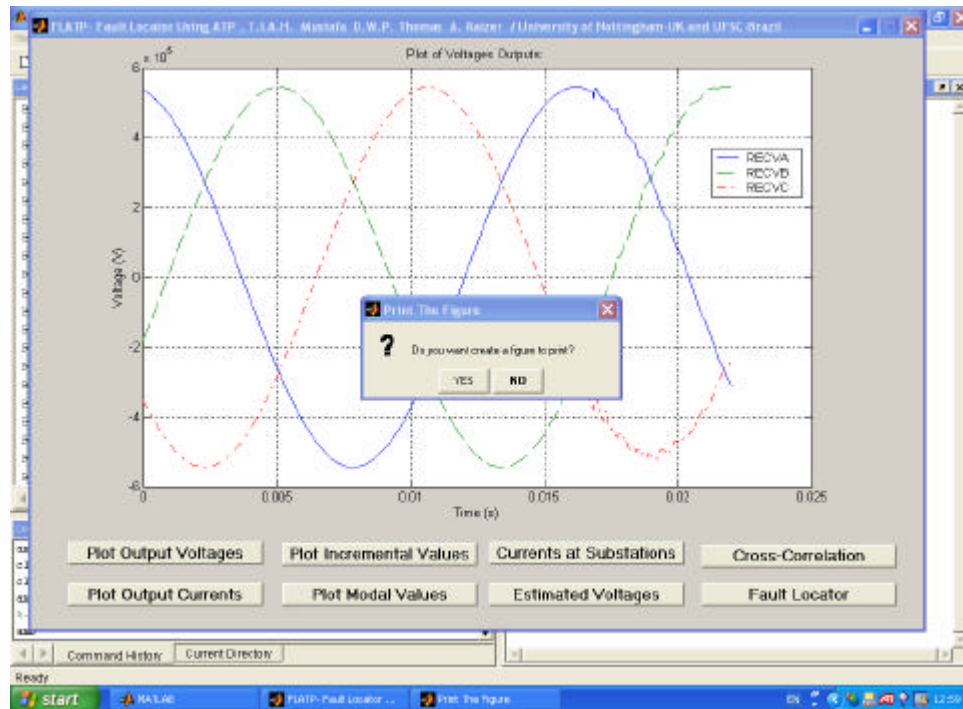 FLATP- Fault Locator Using ATP , T.I.A.H. Mustafa D.W.P. Thomas A. Raizer / University of Nottingham-UK and UFSC-Brazil
Plot of Voltages Outputs:
x 10^5
6
4
2
0
-2
-4
-6
Voltage (V)
0
0.005
0.01
0.015
0.02
0.025
Time (s)
RECVA
RECVB
RECVC
Print The Figure
?
Do you want create a figure to print?
YES
NO
Plot Output Voltages
Plot Incremental Values
Currents at Substations
Cross-Correlation
Plot Output Currents
Plot Modal Values
Estimated Voltages
Fault Locator
Command History
Current Directory
Ready
start
MATLAB
FLATP- Fault Locator ...
Print The Figure
EN
12:59